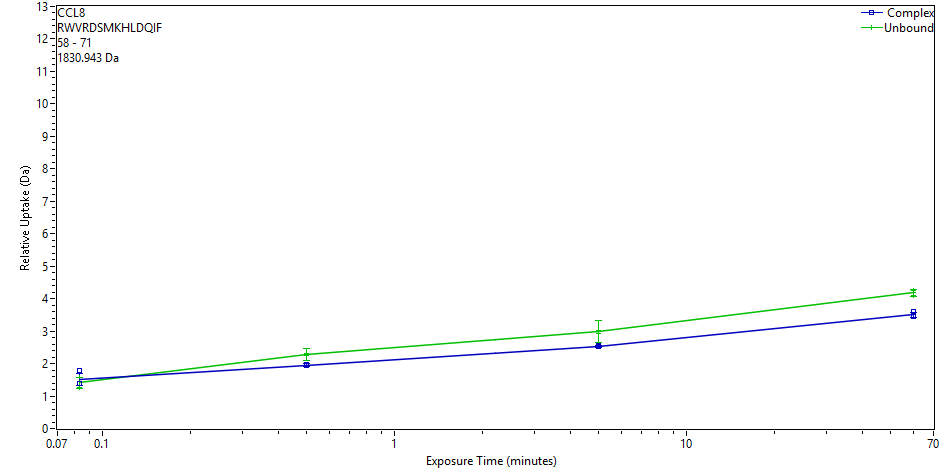 CCL8
RWVRDSMKHLDQIF
58 - 71
1830.943 Da
Complex
Unbound
Relative Uptake (Da)
13
12
11
10
9
8
7
6
5
4
3
2
1
0
0.07 0.1 1 10 70
Exposure Time (minutes)